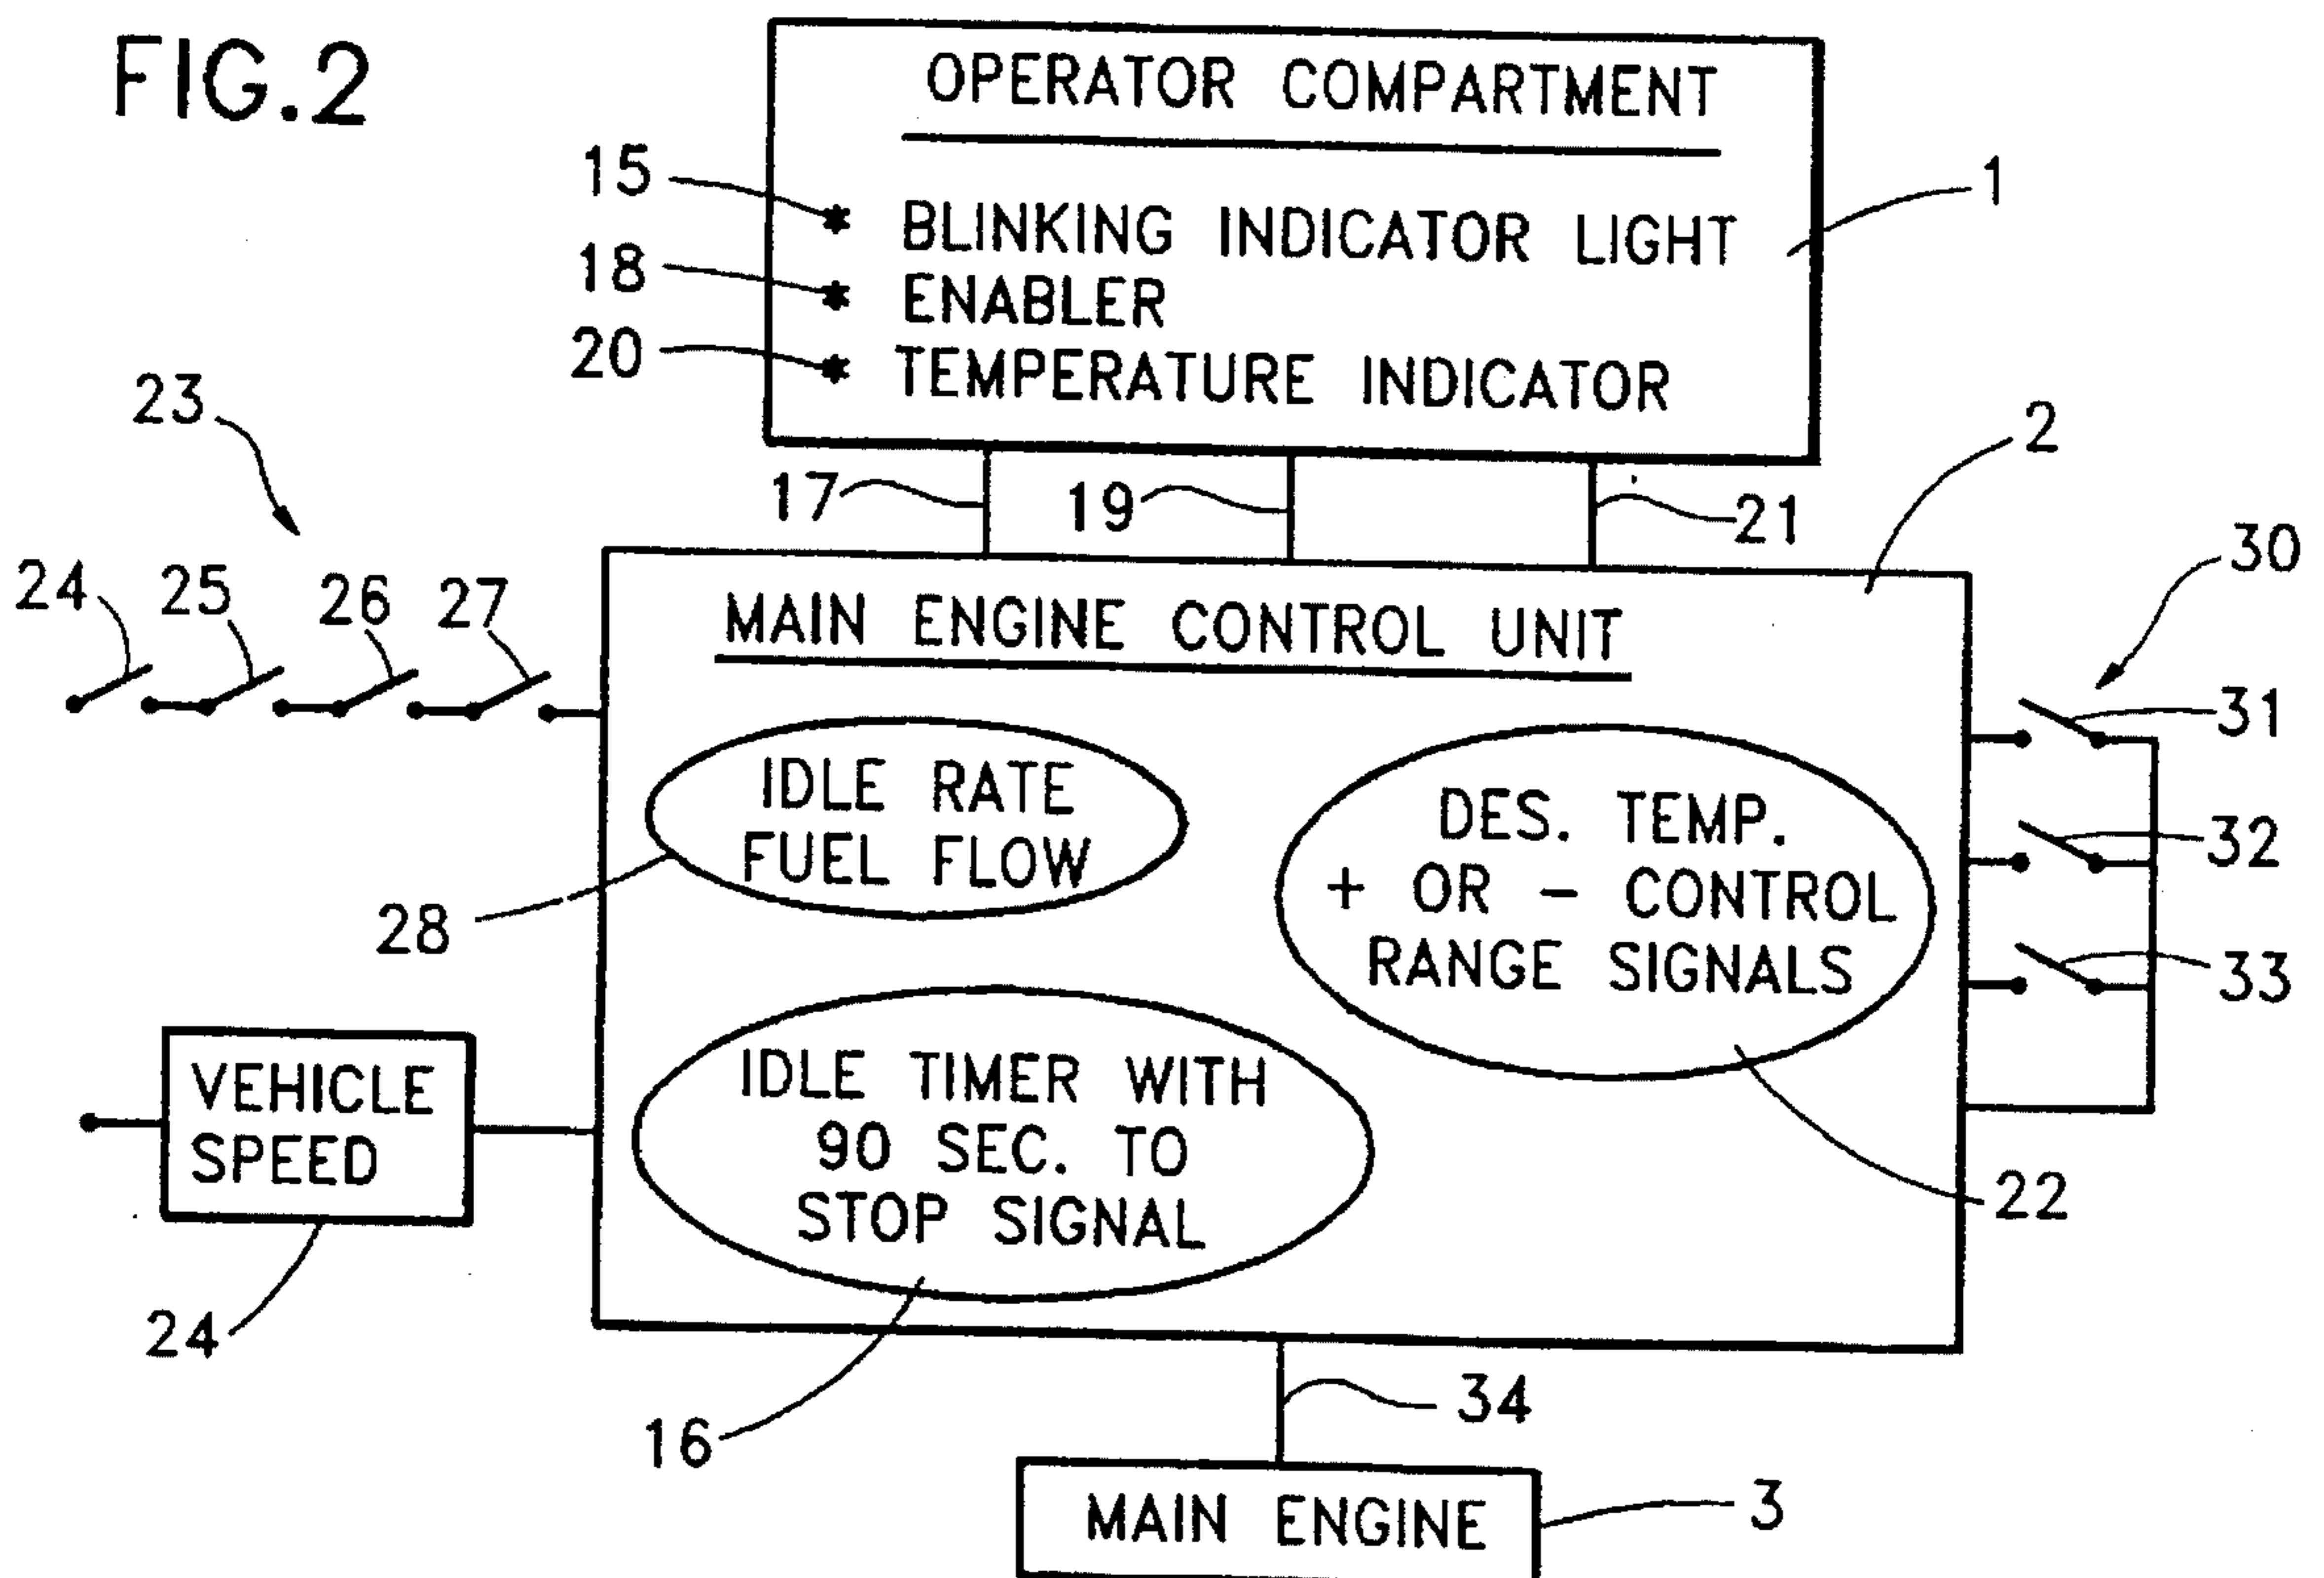 FIG.2
OPERATOR COMPARTMENT
15
* BLINKING INDICATOR LIGHT
1
18
* ENABLER
20
* TEMPERATURE INDICATOR
23
2
17
19
21
30
24
25
26
27
MAIN ENGINE CONTROL UNIT
31
IDLE RATE
FUEL FLOW
DES. TEMP.
+ OR - CONTROL
RANGE SIGNALS
32
28
33
VEHICLE
SPEED
IDLE TIMER WITH
90 SEC. TO
STOP SIGNAL
22
24
16
34
MAIN ENGINE
3